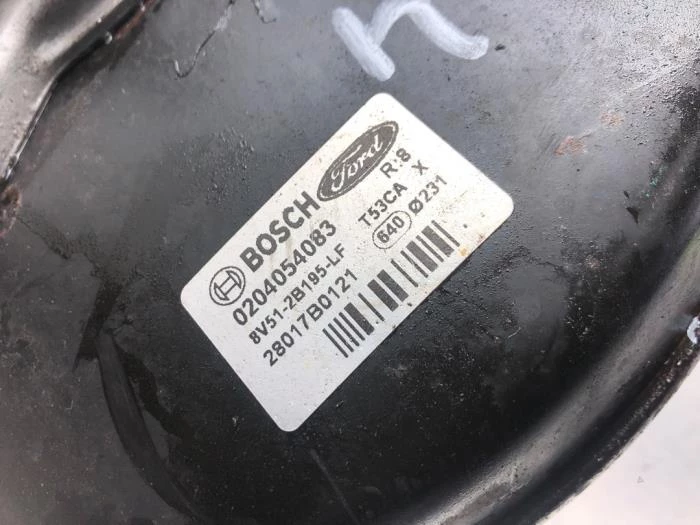 BOSCH Ford R:8
0204054083 T53CA X
8V51-2B195-LF 640 Ø231
28017B0121